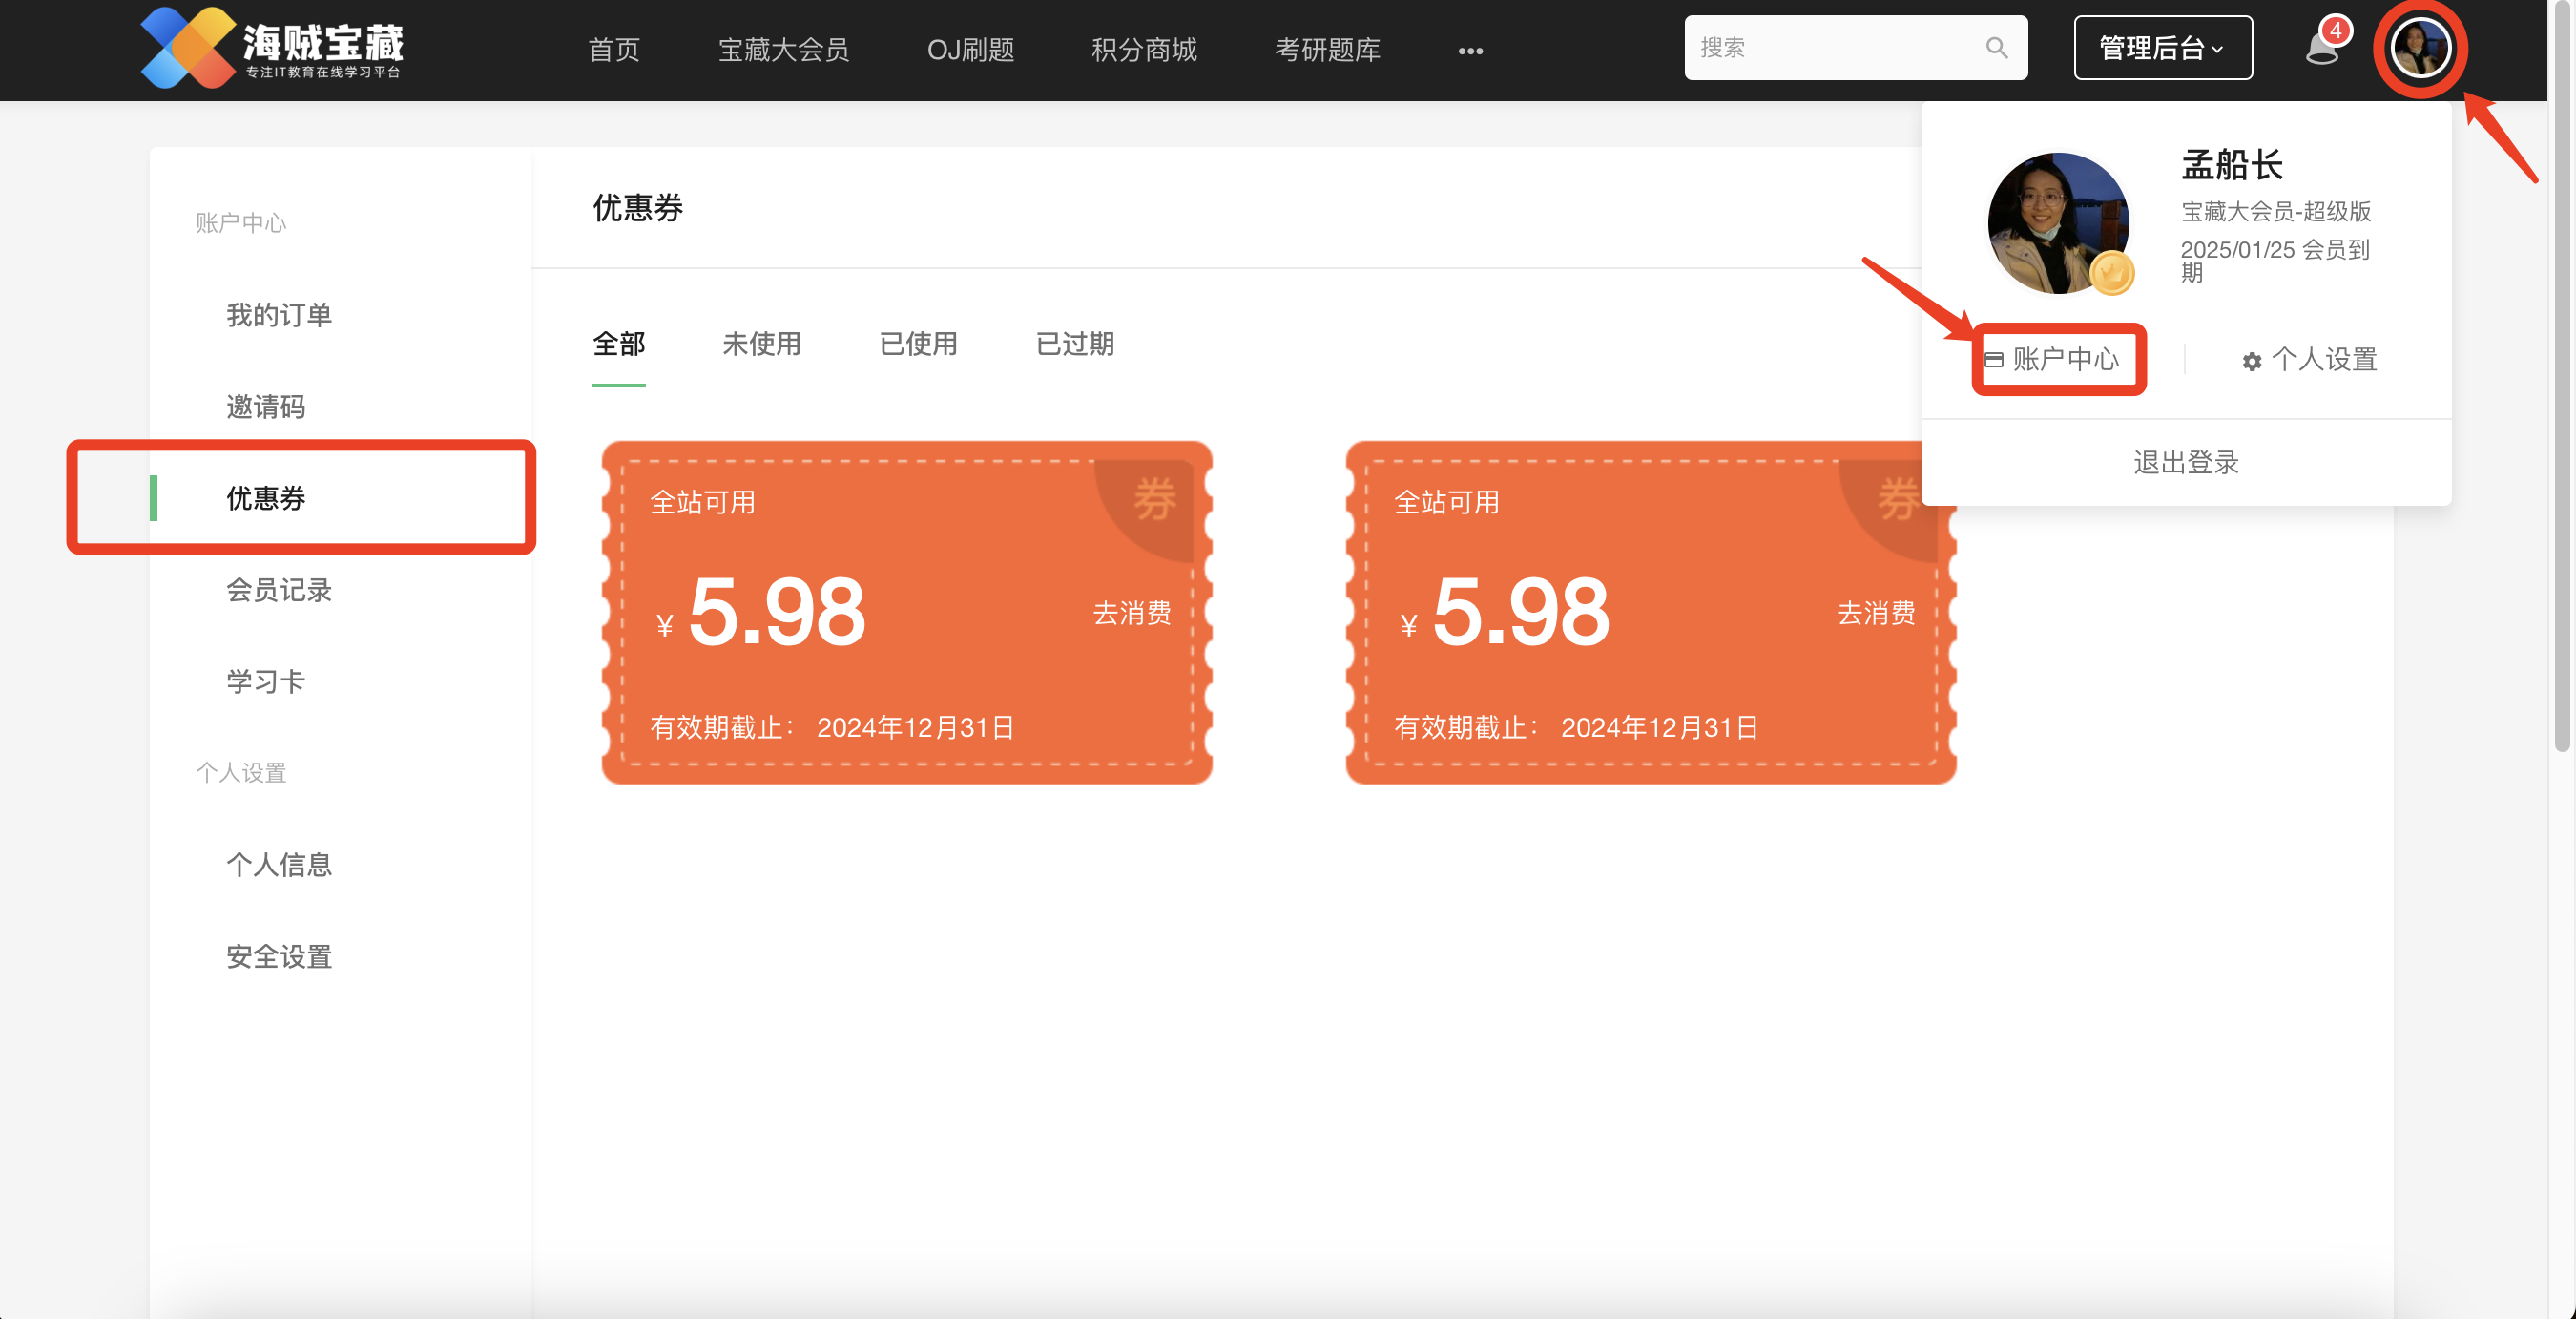 海贼宝藏
专注IT教育在线学习平台
首页
宝藏大会员
OJ刷题
积分商城
考研题库
•••
搜索
管理后台
4
孟船长
宝藏大会员-超级版
2025/01/25 会员到
期
账户中心
个人设置
退出登录
账户中心
我的订单
邀请码
优惠券
会员记录
学习卡
个人设置
个人信息
安全设置
优惠券
全部
未使用
已使用
已过期
全站可用
券
¥ 5.98
去消费
有效期截止： 2024年12月31日
全站可用
券
¥ 5.98
去消费
有效期截止： 2024年12月31日